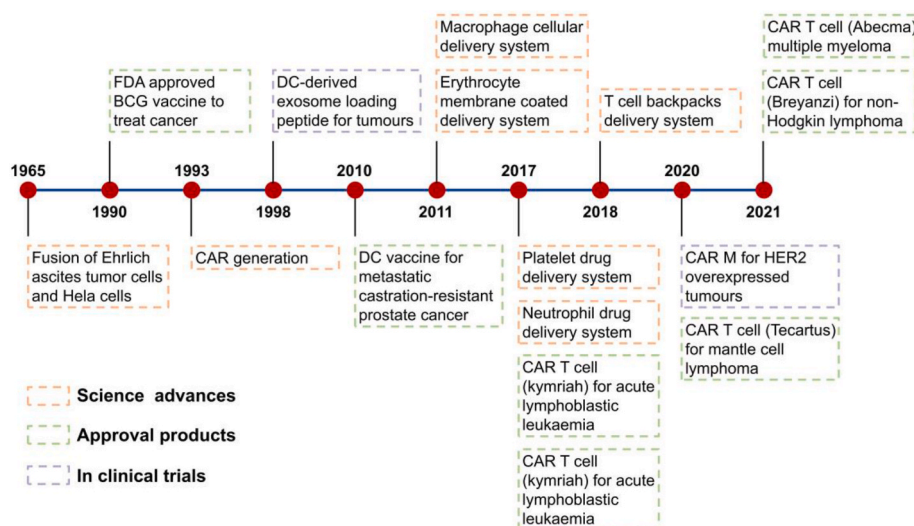 Macrophage cellular
delivery system
CAR T cell (Abecma)
multiple myeloma
FDA approved
BCG vaccine to
treat cancer
DC-derived
exosome loading
peptide for tumours
Erythrocyte
membrane coated
delivery system
T cell backpacks
delivery system
CAR T cell
(Breyanzi) for non-
Hodgkin lymphoma
1965
1993
2010
2017
2020
1990
1998
2011
2018
2021
Fusion of Ehrlich
ascites tumor cells
and Hela cells
CAR generation
DC vaccine for
metastatic
castration-resistant
prostate cancer
Platelet drug
delivery system
Neutrophil drug
delivery system
CAR T cell
(kymriah) for acute
lymphoblastic
leukaemia
CAR T cell
(kymriah) for acute
lymphoblastic
leukaemia
CAR M for HER2
overexpressed
tumours
CAR T cell (Tecartus)
for mantle cell
lymphoma
Science advances
Approval products
In clinical trials